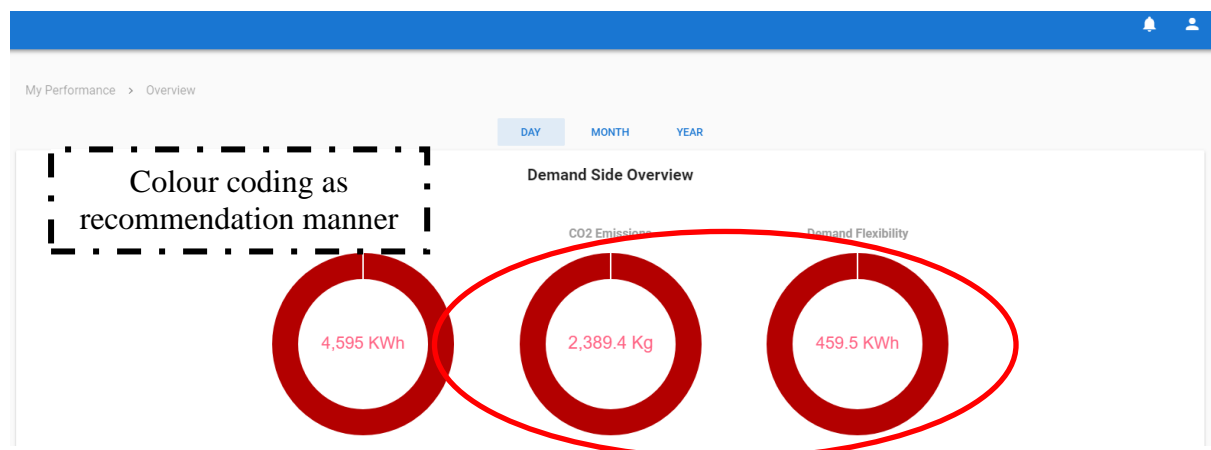 My Performance > Overview
DAY MONTH YEAR
Demand Side Overview
Colour coding as
recommendation manner
CO2 Emissions Demand Flexibility
4,595 KWh 2,389.4 Kg 459.5 KWh